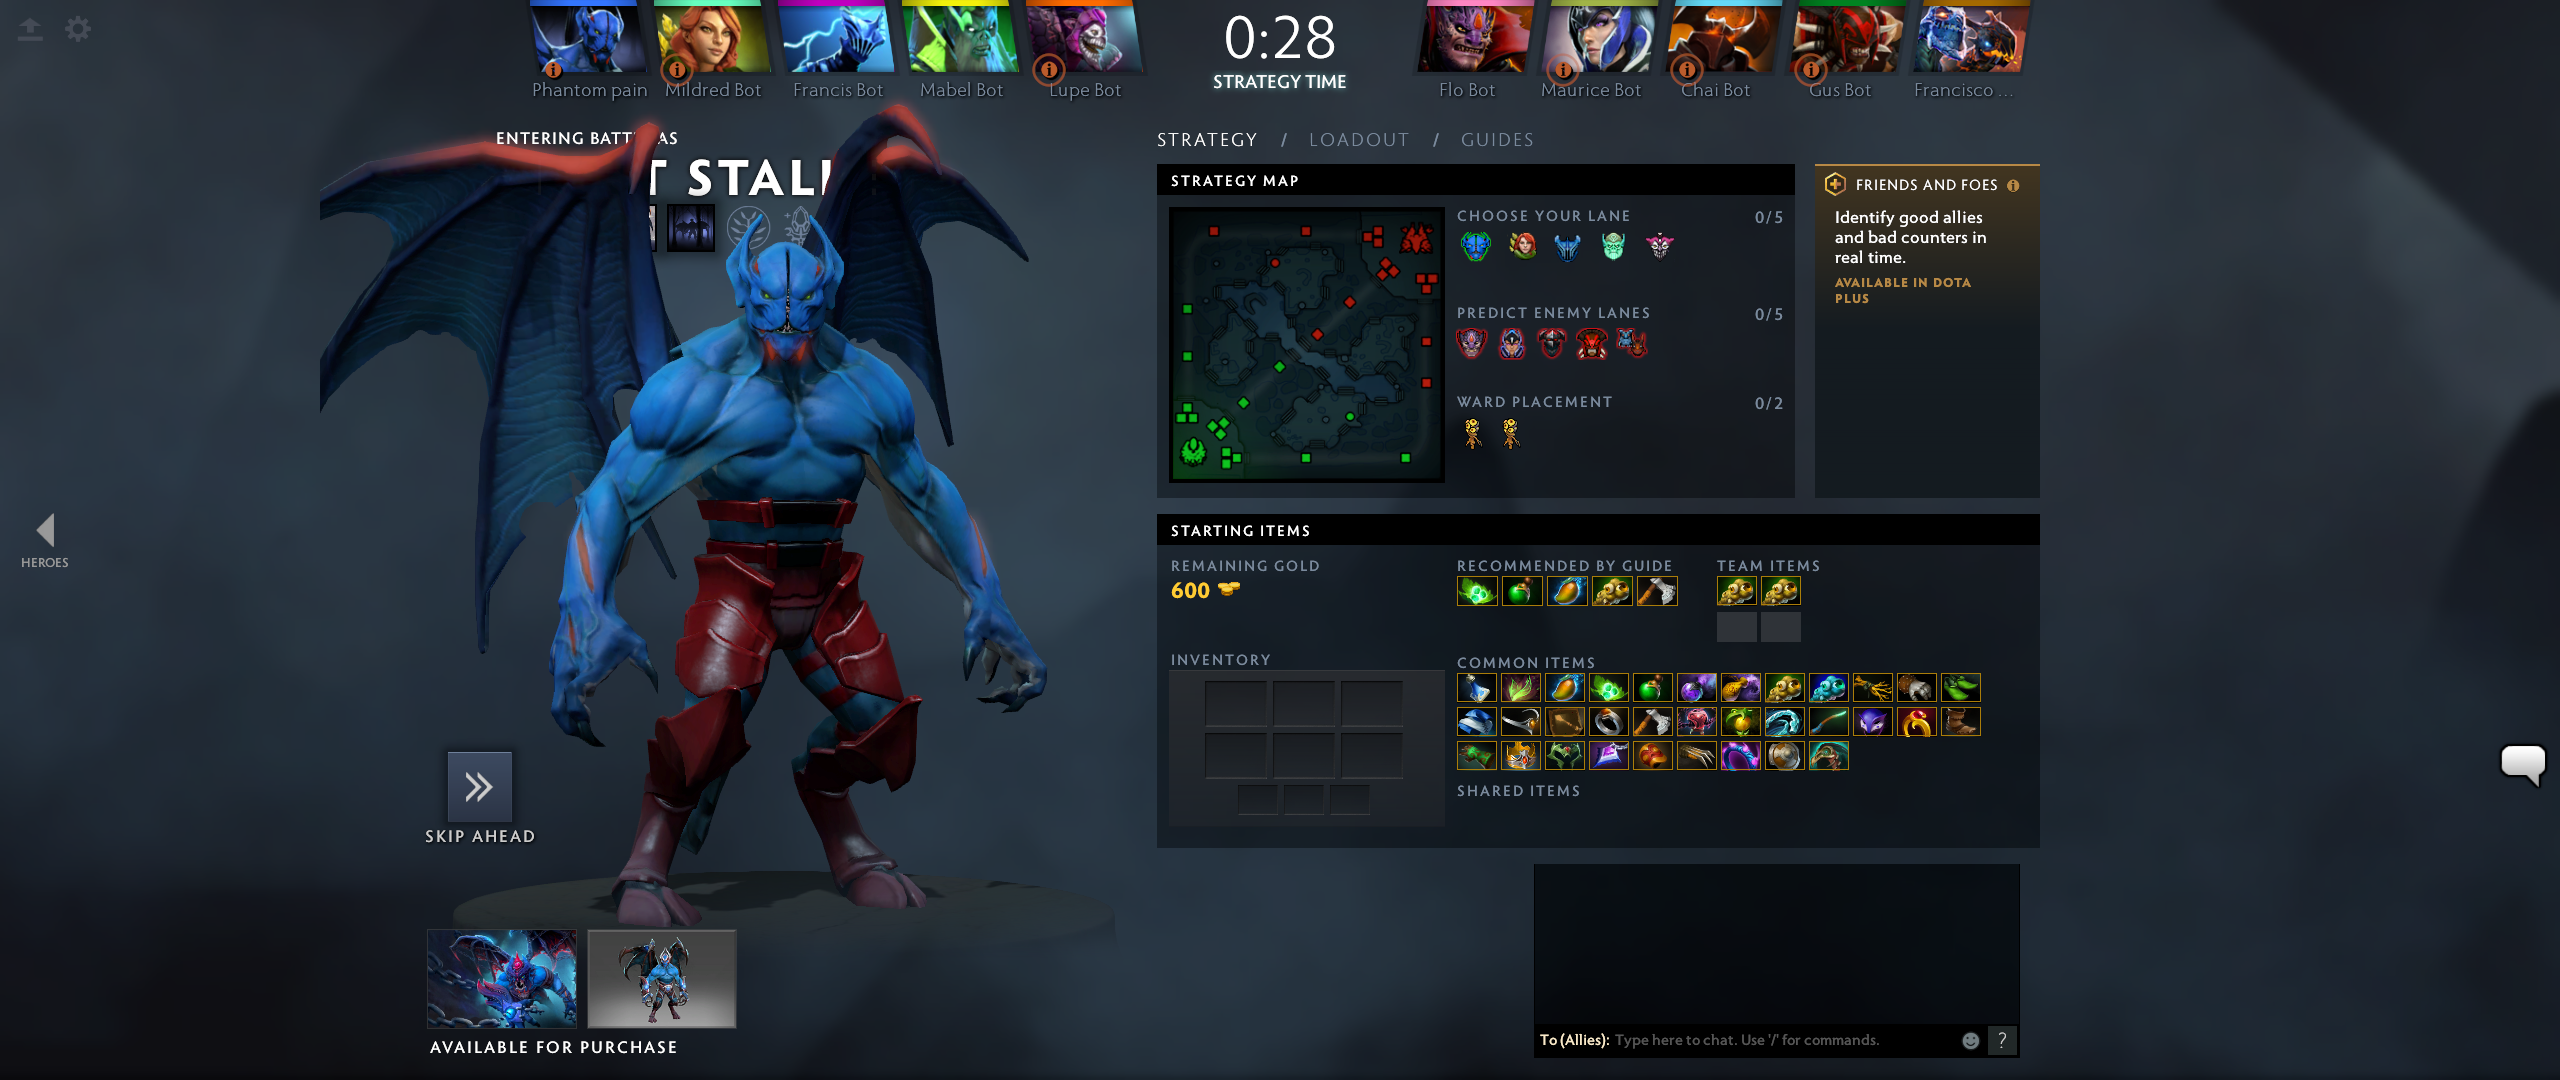 Phantom pain
Mildred Bot
Francis Bot
Mabel Bot
Lupe Bot
0:28
STRATEGY TIME
Flo Bot
Maurice Bot
Chai Bot
Gus Bot
Francisco ...
ENTERING BATT AS
T STAL
HEROES
SKIP AHEAD
AVAILABLE FOR PURCHASE
STRATEGY / LOADOUT / GUIDES
STRATEGY MAP
CHOOSE YOUR LANE 0/5
PREDICT ENEMY LANES 0/5
WARD PLACEMENT 0/2
FRIENDS AND FOES
Identify good allies
and bad counters in
real time.
AVAILABLE IN DOTA
PLUS
STARTING ITEMS
REMAINING GOLD
600
INVENTORY
RECOMMENDED BY GUIDE
TEAM ITEMS
COMMON ITEMS
SHARED ITEMS
To (Allies): Type here to chat. Use '/' for commands.
?